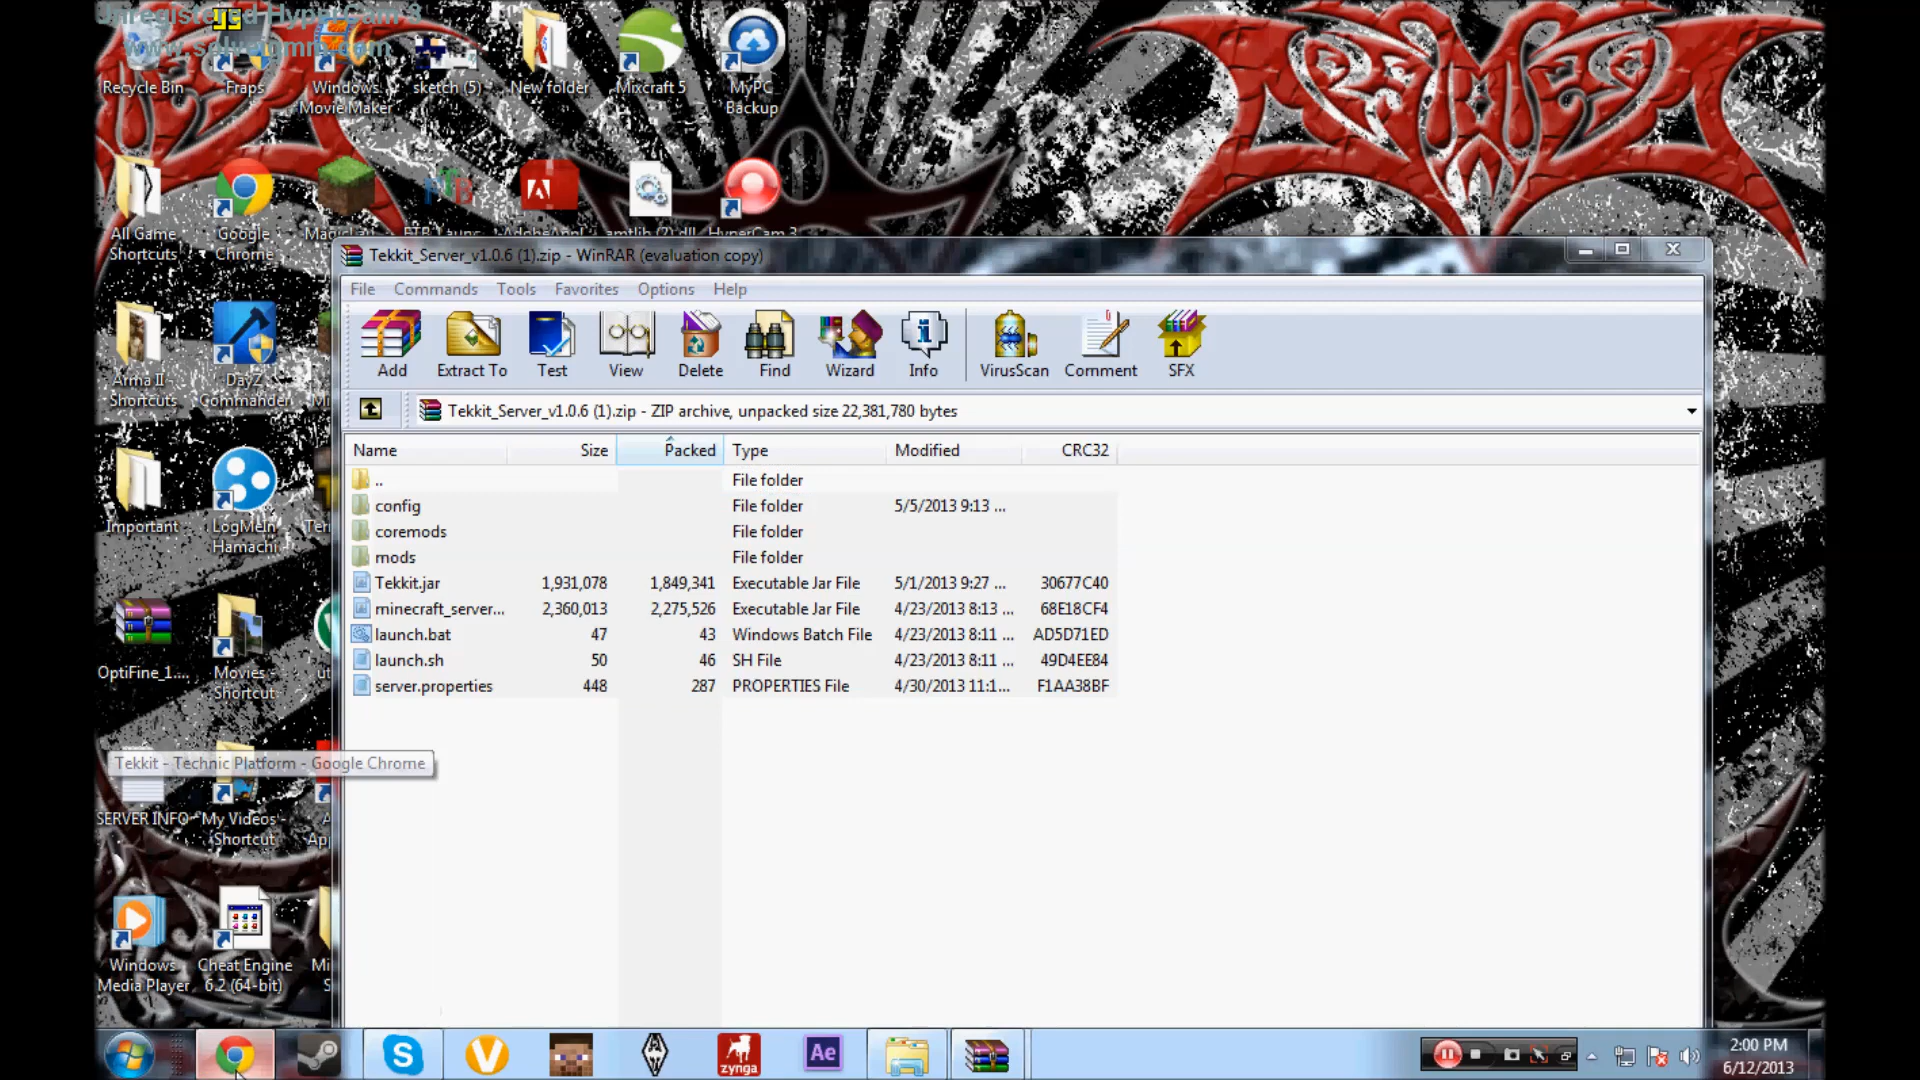 Unregistered HyperCam 3
Recycle Bin
Fraps
Windows Movie Maker
sketch (5)
New folder
Mixcraft 5
MyPC Backup
All Game Shortcuts
Google Chrome
HyperCam 3
Tekkit_Server_v1.0.6 (1).zip - WinRAR (evaluation copy)
File Commands Tools Favorites Options Help
Add Extract To Test View Delete Find Wizard Info VirusScan Comment SFX
Tekkit_Server_v1.0.6 (1).zip - ZIP archive, unpacked size 22,381,780 bytes
Name Size Packed Type Modified CRC32
.. File folder
config File folder 5/5/2013 9:13 ...
coremods File folder
mods File folder
Tekkit.jar 1,931,078 1,849,341 Executable Jar File 5/1/2013 9:27 ... 30677C40
minecraft_server... 2,360,013 2,275,526 Executable Jar File 4/23/2013 8:13 ... 68E18CF4
launch.bat 47 43 Windows Batch File 4/23/2013 8:11 ... AD5D71ED
launch.sh 50 46 SH File 4/23/2013 8:11 ... 49D4EE84
server.properties 448 287 PROPERTIES File 4/30/2013 11:1... F1AA38BF
Arma II - Shortcuts
DayZ Commander
Important
LogMeIn Hamachi
OptiFine_1....
Movies - Shortcut
Tekkit - Technic Platform - Google Chrome
SERVER INFO
My Videos - Shortcut
Windows Media Player
Cheat Engine 6.2 (64-bit)
zynga
Ae
2:00 PM
6/12/2013